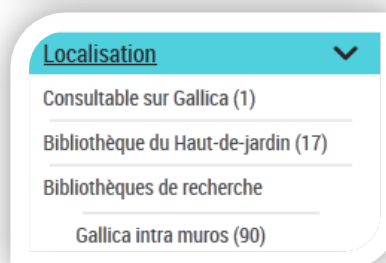 Localisation
Consultable sur Gallica (1)
Bibliothèque du Haut-de-jardin (17)
Bibliothèques de recherche
Gallica intra muros (90)